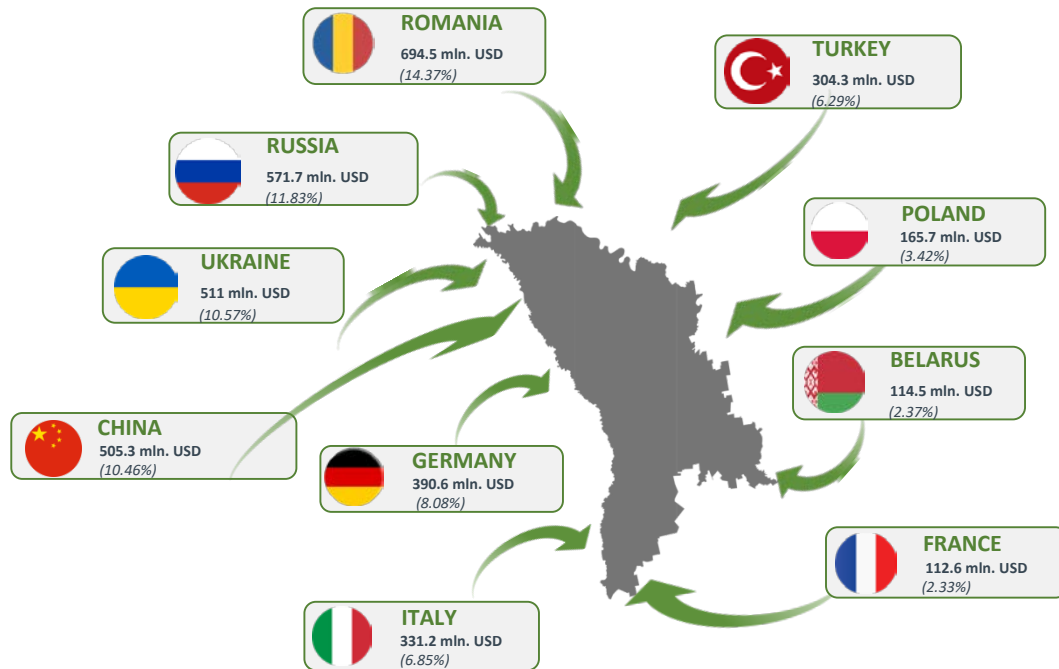 ROMANIA
694.5 mln. USD
(14.37%)
TURKEY
304.3 mln. USD
(6.29%)
RUSSIA
571.7 mln. USD
(11.83%)
POLAND
165.7 mln. USD
(3.42%)
UKRAINE
511 mln. USD
(10.57%)
BELARUS
114.5 mln. USD
(2.37%)
CHINA
505.3 mln. USD
(10.46%)
GERMANY
390.6 mln. USD
(8.08%)
FRANCE
112.6 mln. USD
(2.33%)
ITALY
331.2 mln. USD
(6.85%)